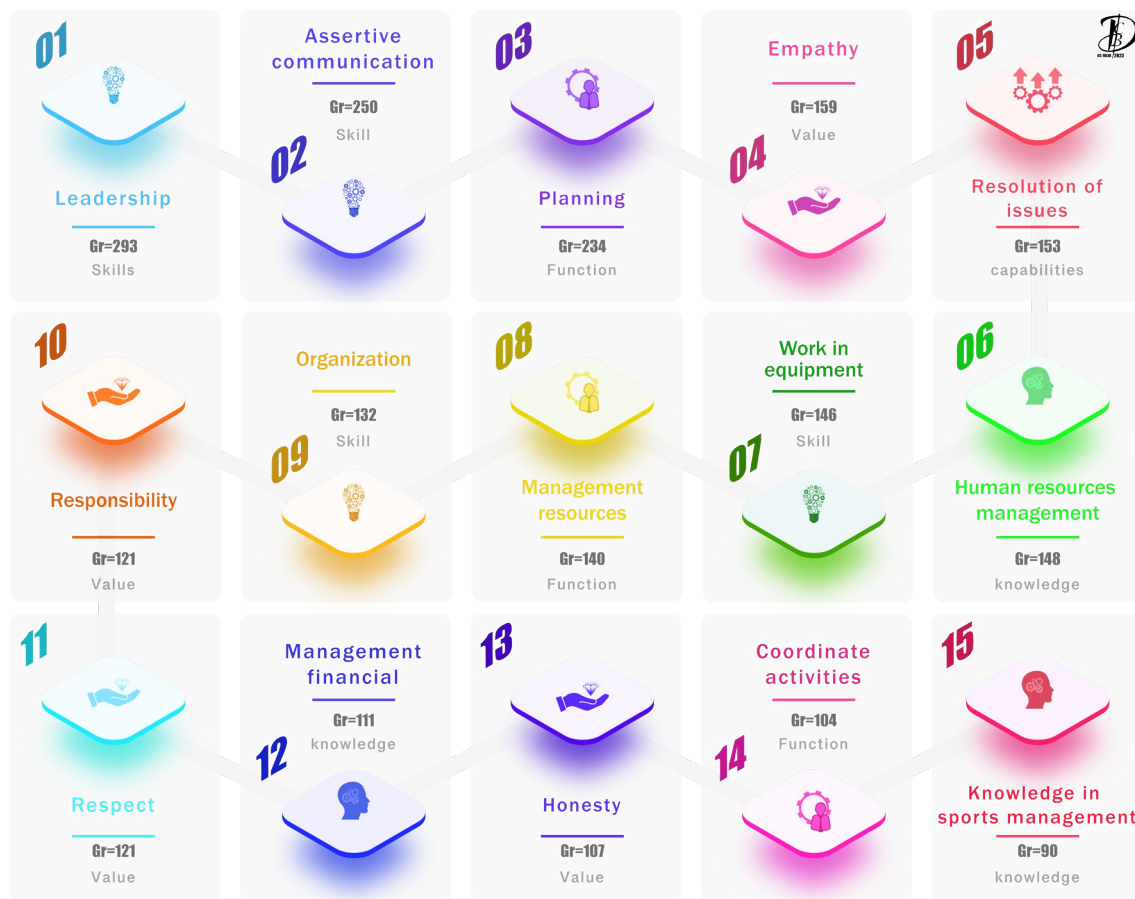 01
Leadership
Gr=293
Skills
Assertive
communication
Gr=250
Skill
02
03
Planning
Gr=234
Function
Empathy
Gr=159
Value
04
05
Resolution of
issues
Gr=153
capabilities
10
Responsibility
Gr=121
Value
Organization
Gr=132
Skill
09
08
Management
resources
Gr=140
Function
Work in
equipment
Gr=146
Skill
07
06
Human resources
management
Gr=148
knowledge
11
Respect
Gr=121
Value
Management
financial
Gr=111
knowledge
12
13
Honesty
Gr=107
Value
Coordinate
activities
Gr=104
Function
14
15
Knowledge in
sports management
Gr=90
knowledge